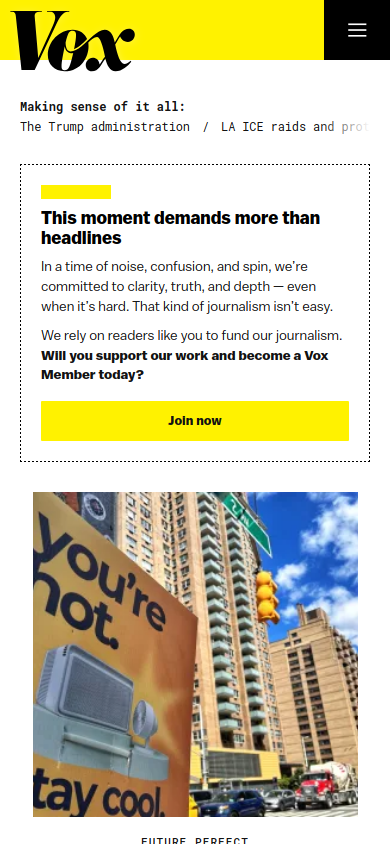 Vox
Making sense of it all:
The Trump administration / LA ICE raids and prot
This moment demands more than
headlines
In a time of noise, confusion, and spin, we're
committed to clarity, truth, and depth — even
when it's hard. That kind of journalism isn't easy.
We rely on readers like you to fund our journalism.
Will you support our work and become a Vox
Member today?
Join now
you're
not.
tay cool.
FUTURE PERFECT